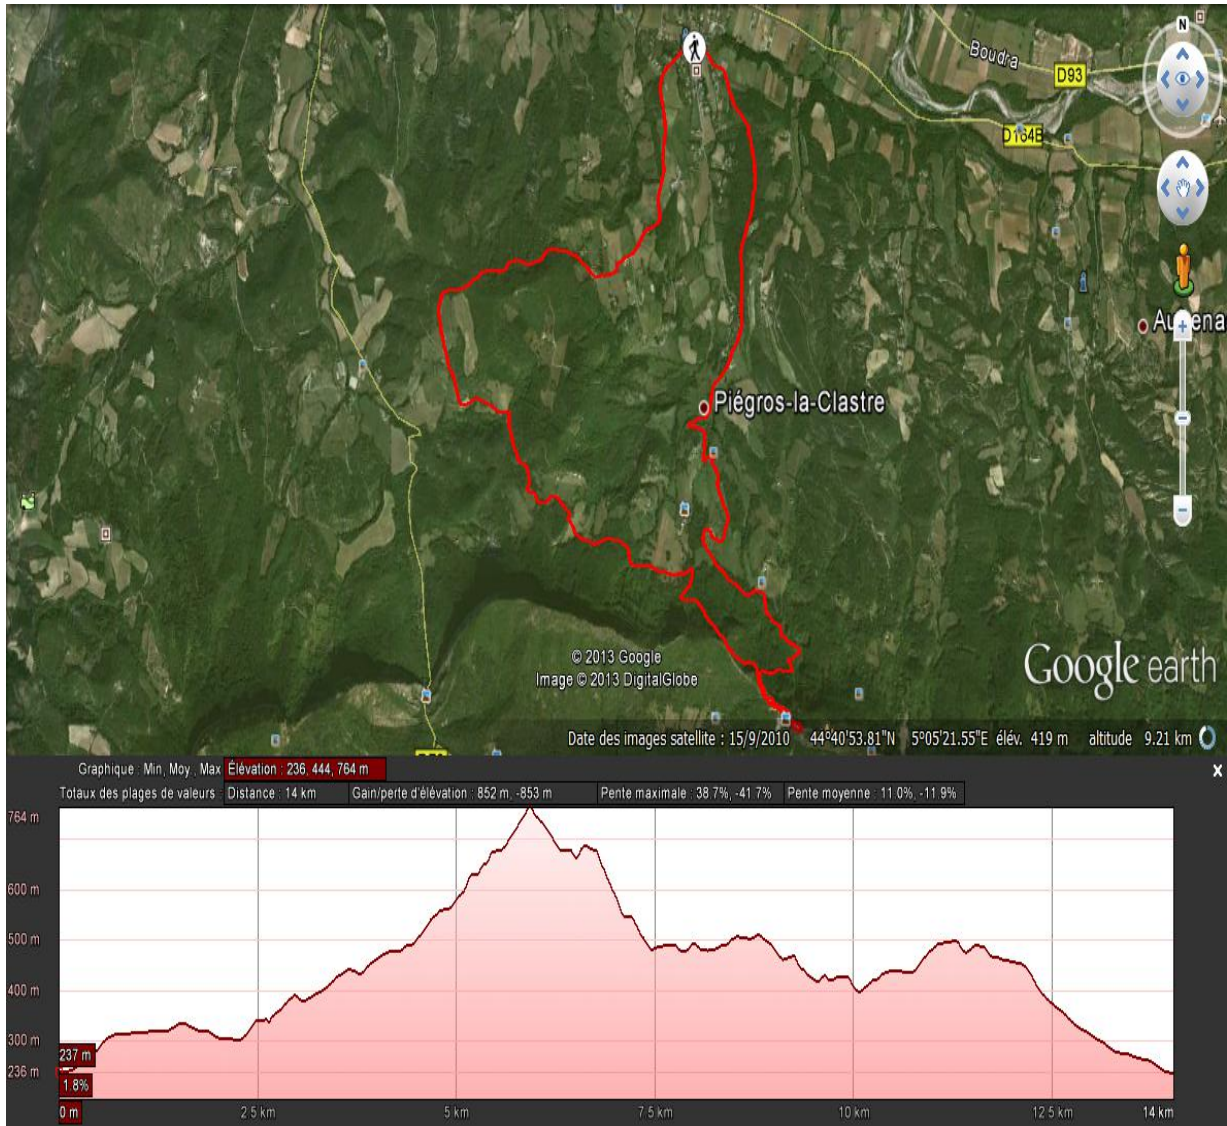 N
Boudra
D93
D164B
Piégros-la-Clastre
© 2013 Google
Image © 2013 DigitalGlobe
Google earth
Date des images satellite : 15/9/2010 44°40'53.81"N 5°05'21.55"E élév. 419 m altitude 9.21 km
Graphique : Min, Moy., Max Élévation : 236, 444, 764 m
Totaux des plages de valeurs : Distance : 14 km Gain/perte d'élévation : 852 m, -853 m Pente maximale : 38.7%, -41.7% Pente moyenne : 11.0%, -11.9%
764 m
600 m
500 m
400 m
300 m
237 m
236 m
1.8%
0 m 2.5 km 5 km 7.5 km 10 km 12.5 km 14 km